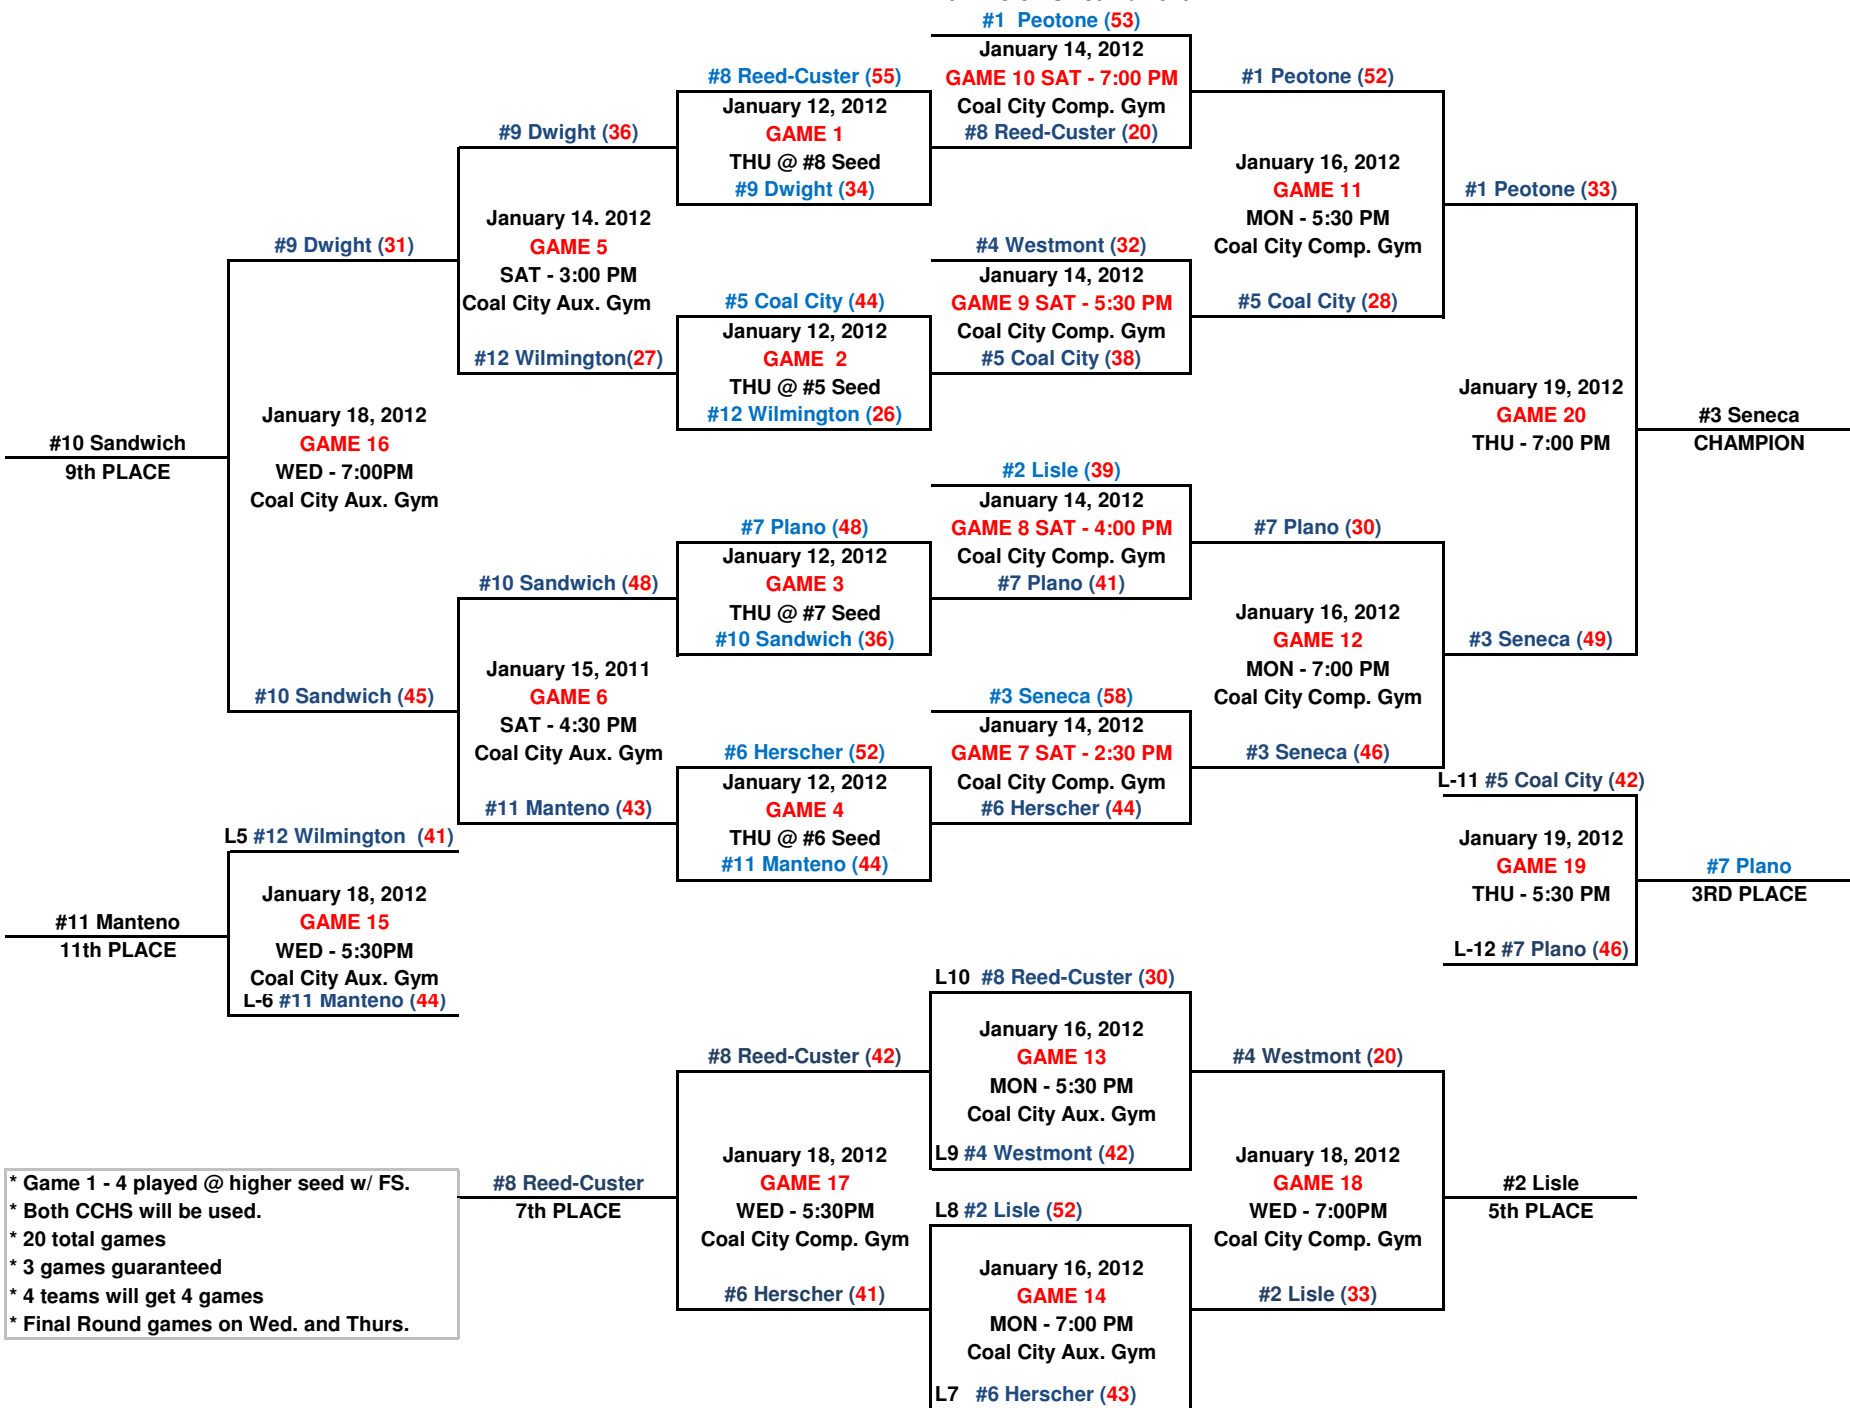 #1  Peotone (53)
January 14, 2012
GAME 10 SAT - 7:00 PM
Coal City Comp. Gym
#8 Reed-Custer (20)
#8 Reed-Custer (55)
January 12, 2012
GAME 1
THU @ #8 Seed
#9 Dwight (34)
#1 Peotone (52)
January 16, 2012
GAME 11
MON - 5:30 PM
Coal City Comp. Gym
#5 Coal City (28)
#9 Dwight (36)
January 14. 2012
GAME 5
SAT - 3:00 PM
Coal City Aux. Gym
#12 Wilmington(27)
#4 Westmont (32)
January 14, 2012
GAME 9 SAT - 5:30 PM
Coal City Comp. Gym
#5 Coal City (38)
#5 Coal City (44)
January 12, 2012
GAME  2
THU @ #5 Seed
#12 Wilmington (26)
#1 Peotone (33)
January 19, 2012
GAME 20
THU - 7:00 PM
#3 Seneca (49)
#3 Seneca
CHAMPION
#9 Dwight (31)
January 18, 2012
GAME 16
WED - 7:00PM
Coal City Aux. Gym
#10 Sandwich (45)
#10 Sandwich
9th PLACE
#2 Lisle (39)
January 14, 2012
GAME 8 SAT - 4:00 PM
Coal City Comp. Gym
#7 Plano (41)
#7 Plano (48)
January 12, 2012
GAME 3
THU @ #7 Seed
#10 Sandwich (36)
#7 Plano (30)
January 16, 2012
GAME 12
MON - 7:00 PM
Coal City Comp. Gym
#3 Seneca (46)
#10 Sandwich (48)
January 15, 2011
GAME 6
SAT - 4:30 PM
Coal City Aux. Gym
#11 Manteno (43)
#3 Seneca (58)
January 14, 2012
GAME 7 SAT - 2:30 PM
Coal City Comp. Gym
#6 Herscher (44)
#6 Herscher (52)
January 12, 2012
GAME 4
THU @ #6 Seed
#11 Manteno (44)
L-11 #5 Coal City (42)
January 19, 2012
GAME 19
THU - 5:30 PM
L-12 #7 Plano (46)
#7 Plano
3RD PLACE
L5 #12 Wilmington  (41)
January 18, 2012
GAME 15
WED - 5:30PM
Coal City Aux. Gym
L-6 #11 Manteno (44)
#11 Manteno
11th PLACE
L10  #8 Reed-Custer (30)
January 16, 2012
GAME 13
MON - 5:30 PM
Coal City Aux. Gym
L9 #4 Westmont (42)
#8 Reed-Custer (42)
January 18, 2012
GAME 17
WED - 5:30PM
Coal City Comp. Gym
#6 Herscher (41)
#8 Reed-Custer
7th PLACE
#4 Westmont (20)
January 18, 2012
GAME 18
WED - 7:00PM
Coal City Comp. Gym
#2 Lisle (33)
#2 Lisle
5th PLACE
L8 #2 Lisle (52)
January 16, 2012
GAME 14
MON - 7:00 PM
Coal City Aux. Gym
L7   #6 Herscher (43)
* Game 1 - 4 played @ higher seed w/ FS.
* Both CCHS will be used.
* 20 total games
* 3 games guaranteed
* 4 teams will get 4 games
* Final Round games on Wed. and Thurs.